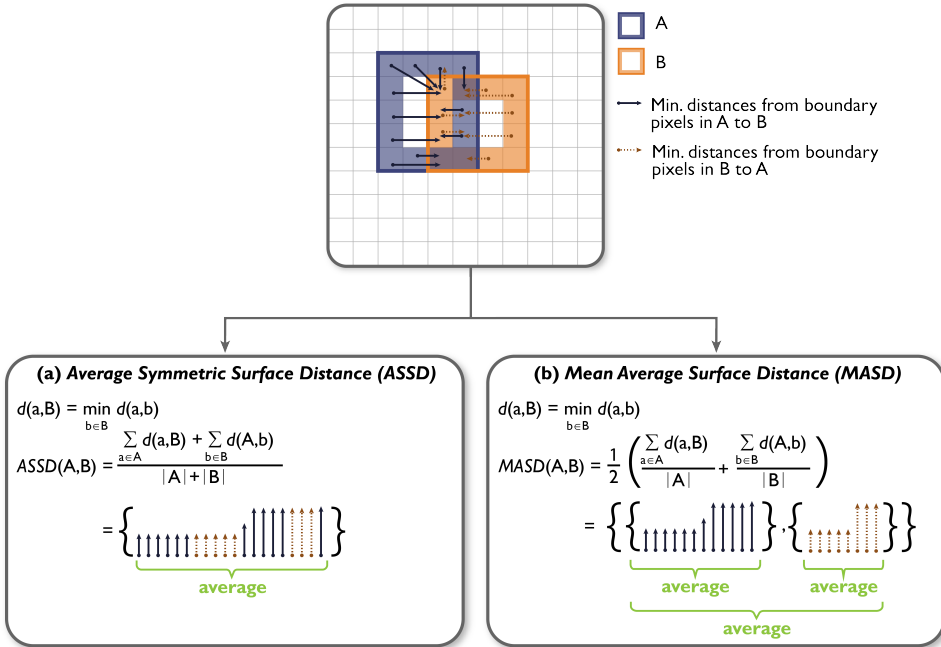 A
B
Min. distances from boundary
pixels in A to B
Min. distances from boundary
pixels in B to A
(a) Average Symmetric Surface Distance (ASSD)
d(a,B) = min d(a,b)
b∈B
∑ d(a,B) + ∑ d(A,b)
a∈A b∈B
ASSD(A,B) =
|A|+|B|
= { }
average
(b) Mean Average Surface Distance (MASD)
d(a,B) = min d(a,b)
b∈B
∑ d(a,B) ∑ d(A,b)
a∈A b∈B
MASD(A,B) = 1/2 ( + )
|A| |B|
= { { } , { } }
average average
average